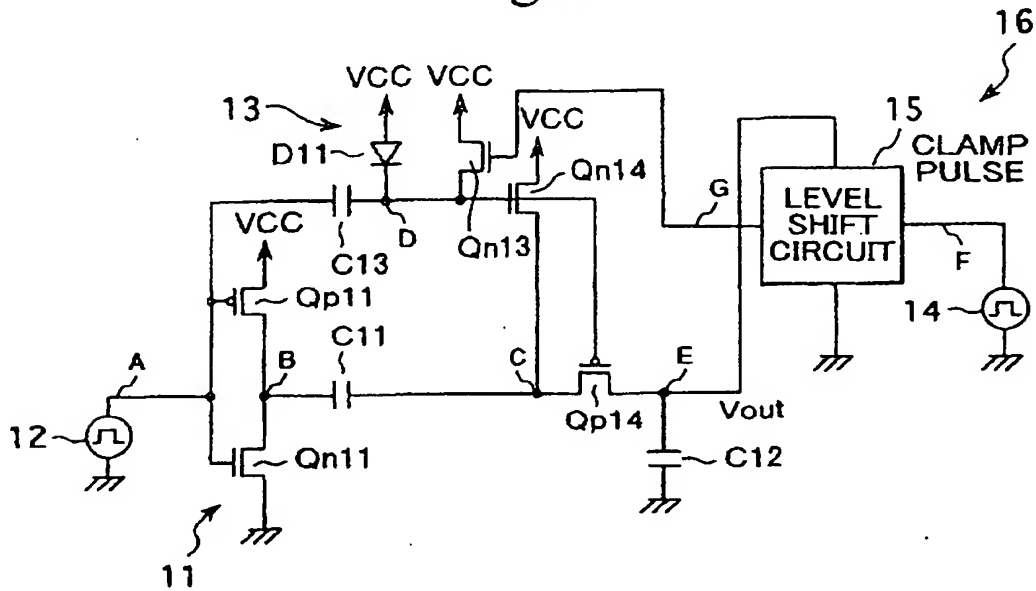 16
VCC VCC
13
VCC
15
CLAMP
PULSE
D11
Qn14
LEVEL
SHIFT
CIRCUIT
G
VCC
D
Qn13
F
C13
Qp11
14
C11
A
B
C
E
Qp14
Vout
12
Qn11
C12
11